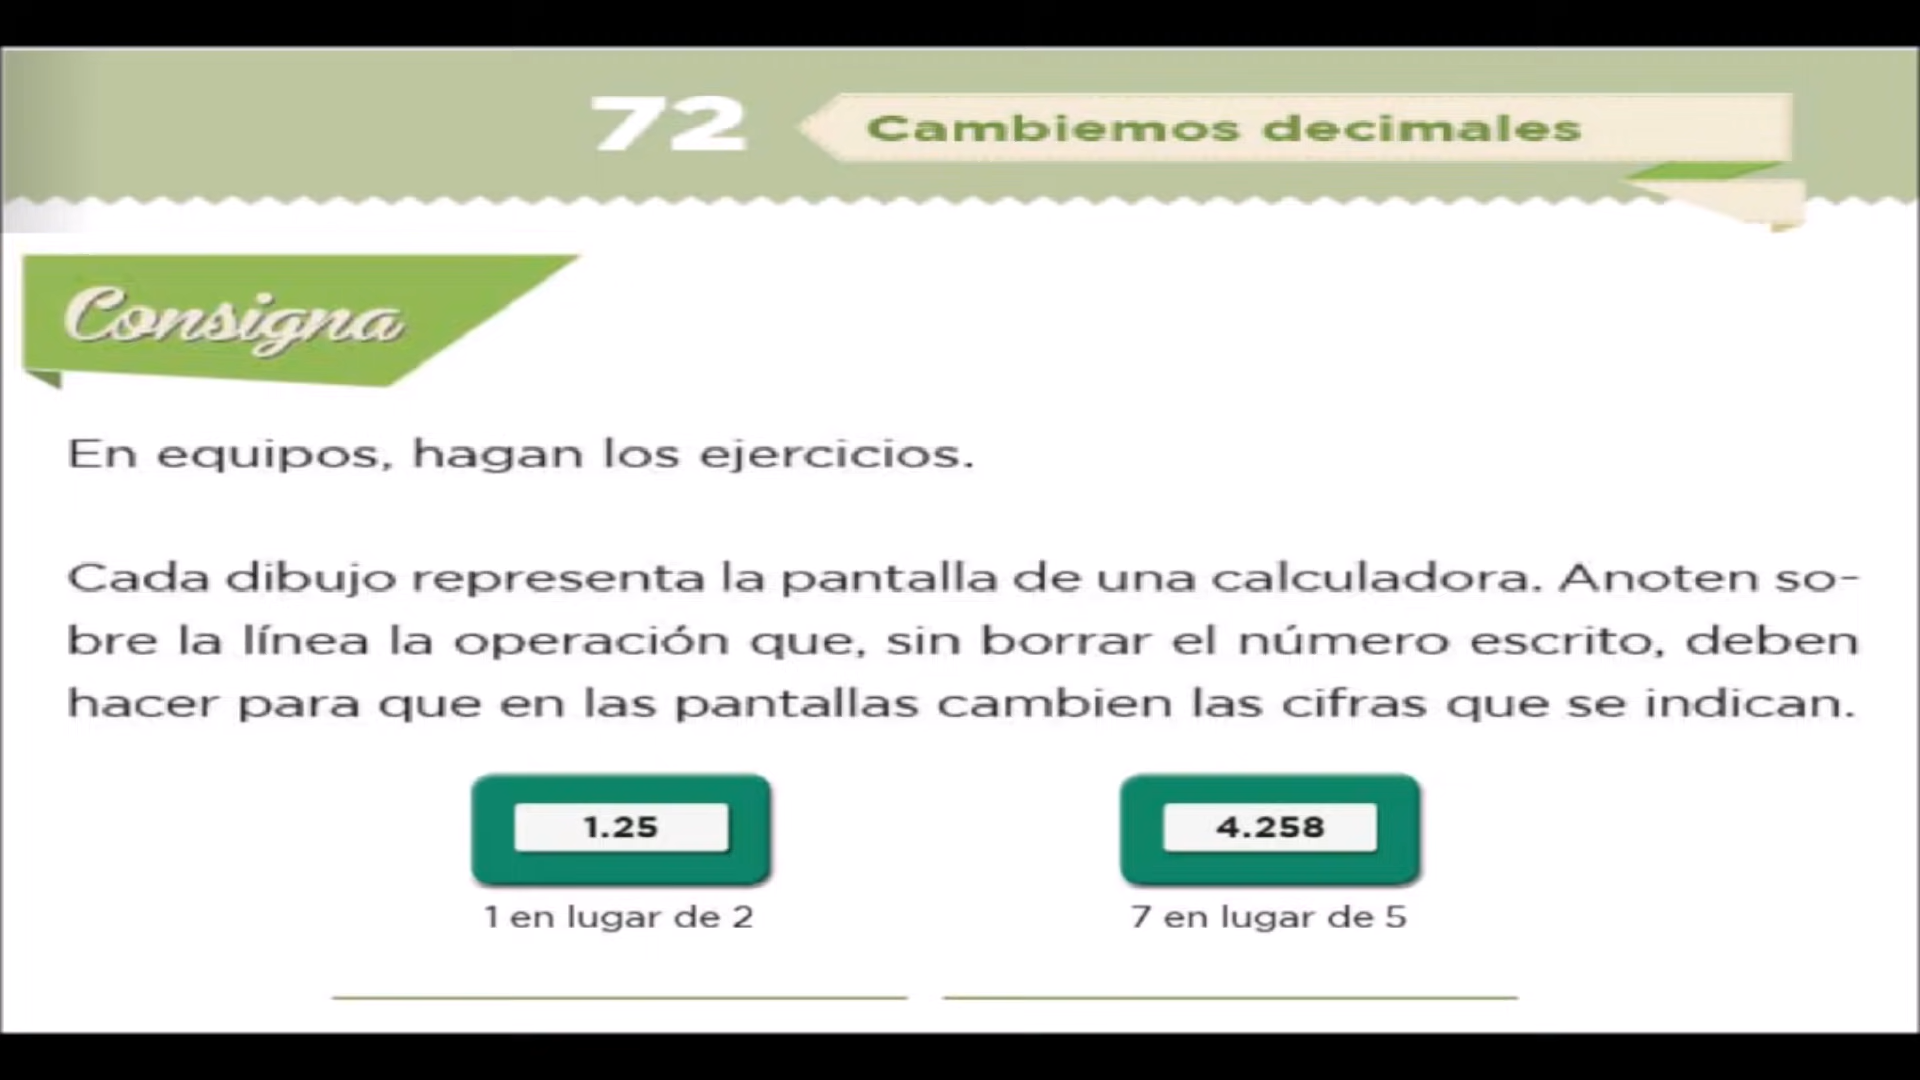 72 Cambiemos decimales
Consigna
En equipos, hagan los ejercicios.
Cada dibujo representa la pantalla de una calculadora. Anoten so-
bre la línea la operación que, sin borrar el número escrito, deben
hacer para que en las pantallas cambien las cifras que se indican.
1.25 4.258
1 en lugar de 2 7 en lugar de 5